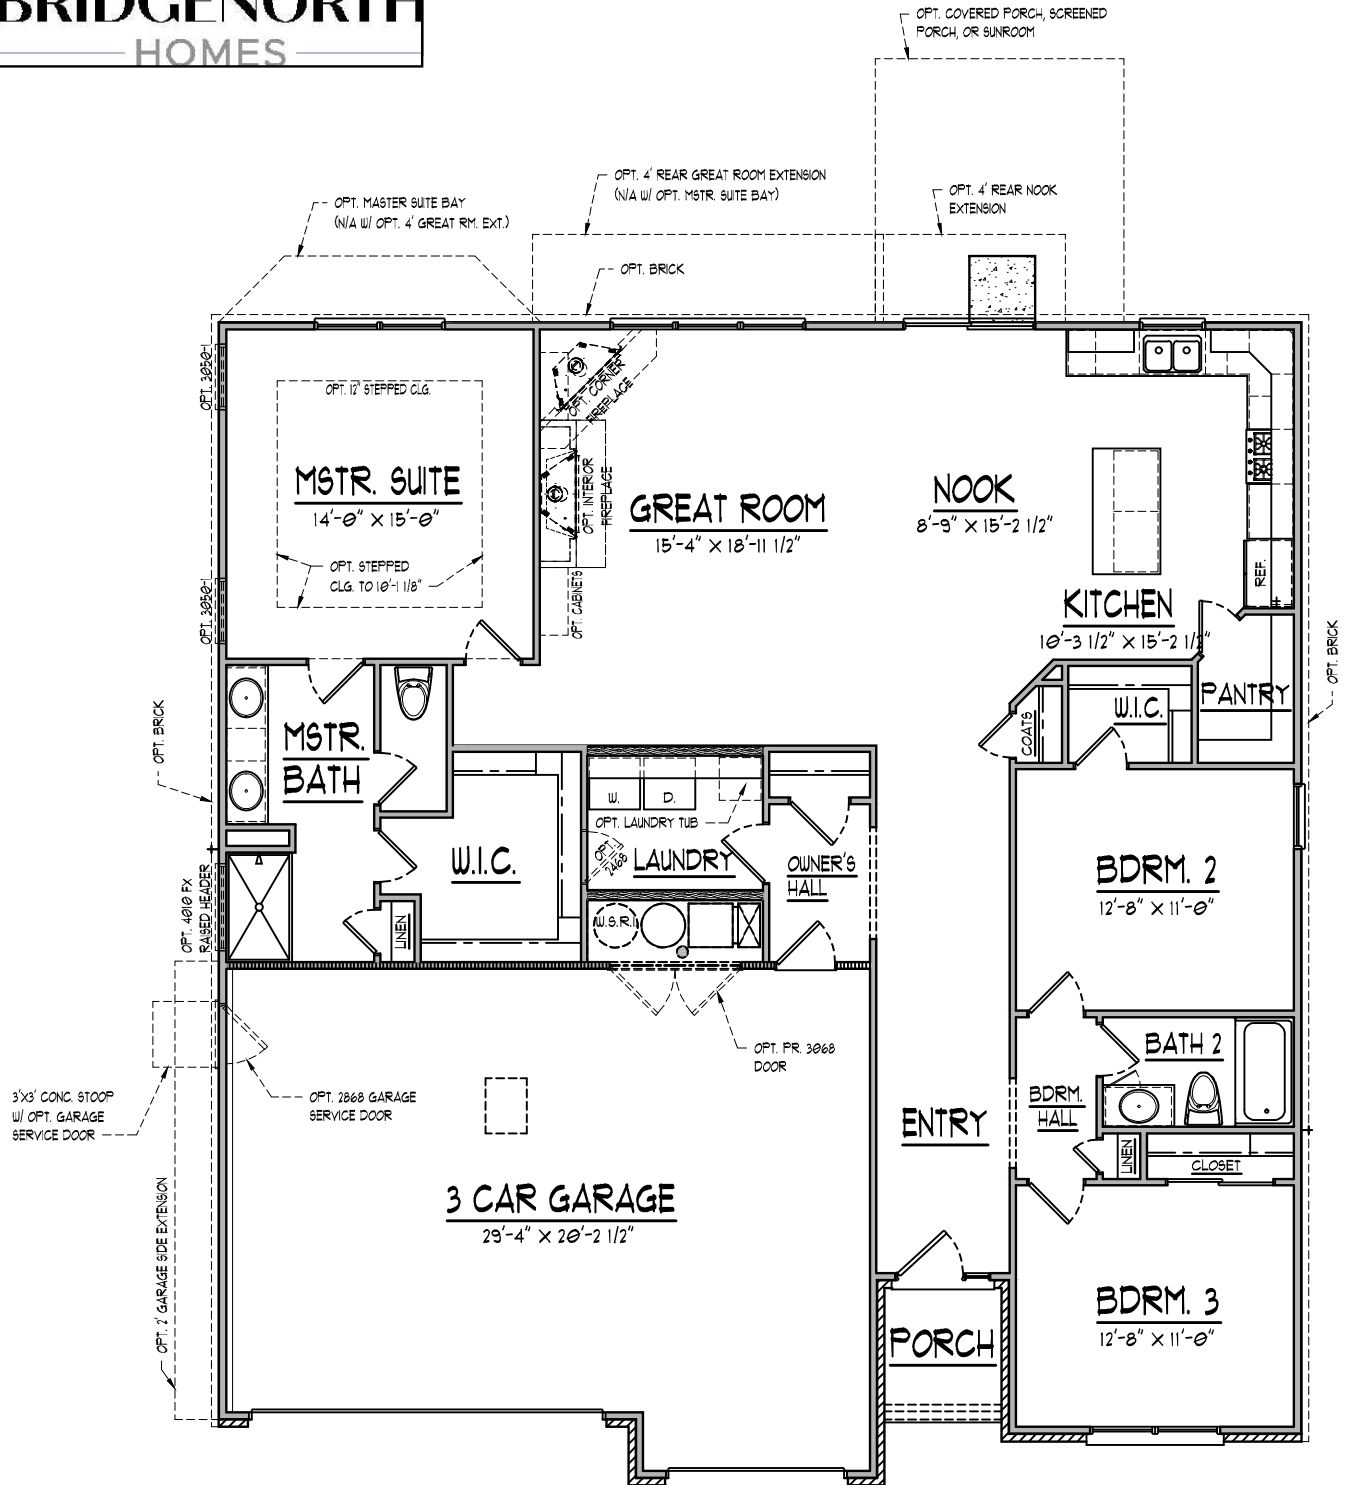 BRIDGENORTH
HOMES
OPT. COVERED PORCH, SCREENED
PORCH, OR SUNROOM
OPT. 4' REAR GREAT ROOM EXTENSION
(N/A W/ OPT. MSTR. SUITE BAY)
OPT. 4' REAR NOOK
EXTENSION
OPT. MASTER SUITE BAY
(N/A W/ OPT. 4' GREAT RM. EXT.)
OPT. BRICK
OPT. 3050-1
OPT. 12" STEPPED CLG.
OPT. CORNER
FIREPLACE
MSTR. SUITE
14'-0" X 15'-0"
OPT. INTERIOR
FIREPLACE
GREAT ROOM
15'-4" X 18'-11 1/2"
NOOK
8'-9" X 15'-2 1/2"
REF.
OPT. STEPPED
CLG. TO 10'-1 1/8"
OPT. 3050-1
OPT. CABINETS
KITCHEN
10'-3 1/2" X 15'-2 1/2"
OPT. BRICK
PANTRY
W.I.C.
COATS
OPT. BRICK
MSTR.
BATH
W.
D.
OPT. LAUNDRY TUB
OPT.
2468
LAUNDRY
W.I.C.
OWNER'S
HALL
BDRM. 2
12'-8" X 11'-0"
OPT. 4010 FX
RAISED HEADER
LINEN
W.S.R.I.
OPT. PR. 3068
DOOR
BATH 2
3'X3' CONC. STOOP
W/ OPT. GARAGE
SERVICE DOOR
OPT. 2868 GARAGE
SERVICE DOOR
BDRM.
HALL
ENTRY
LINEN
CLOSET
3 CAR GARAGE
29'-4" X 20'-2 1/2"
OPT. 2' GARAGE SIDE EXTENSION
BDRM. 3
12'-8" X 11'-0"
PORCH